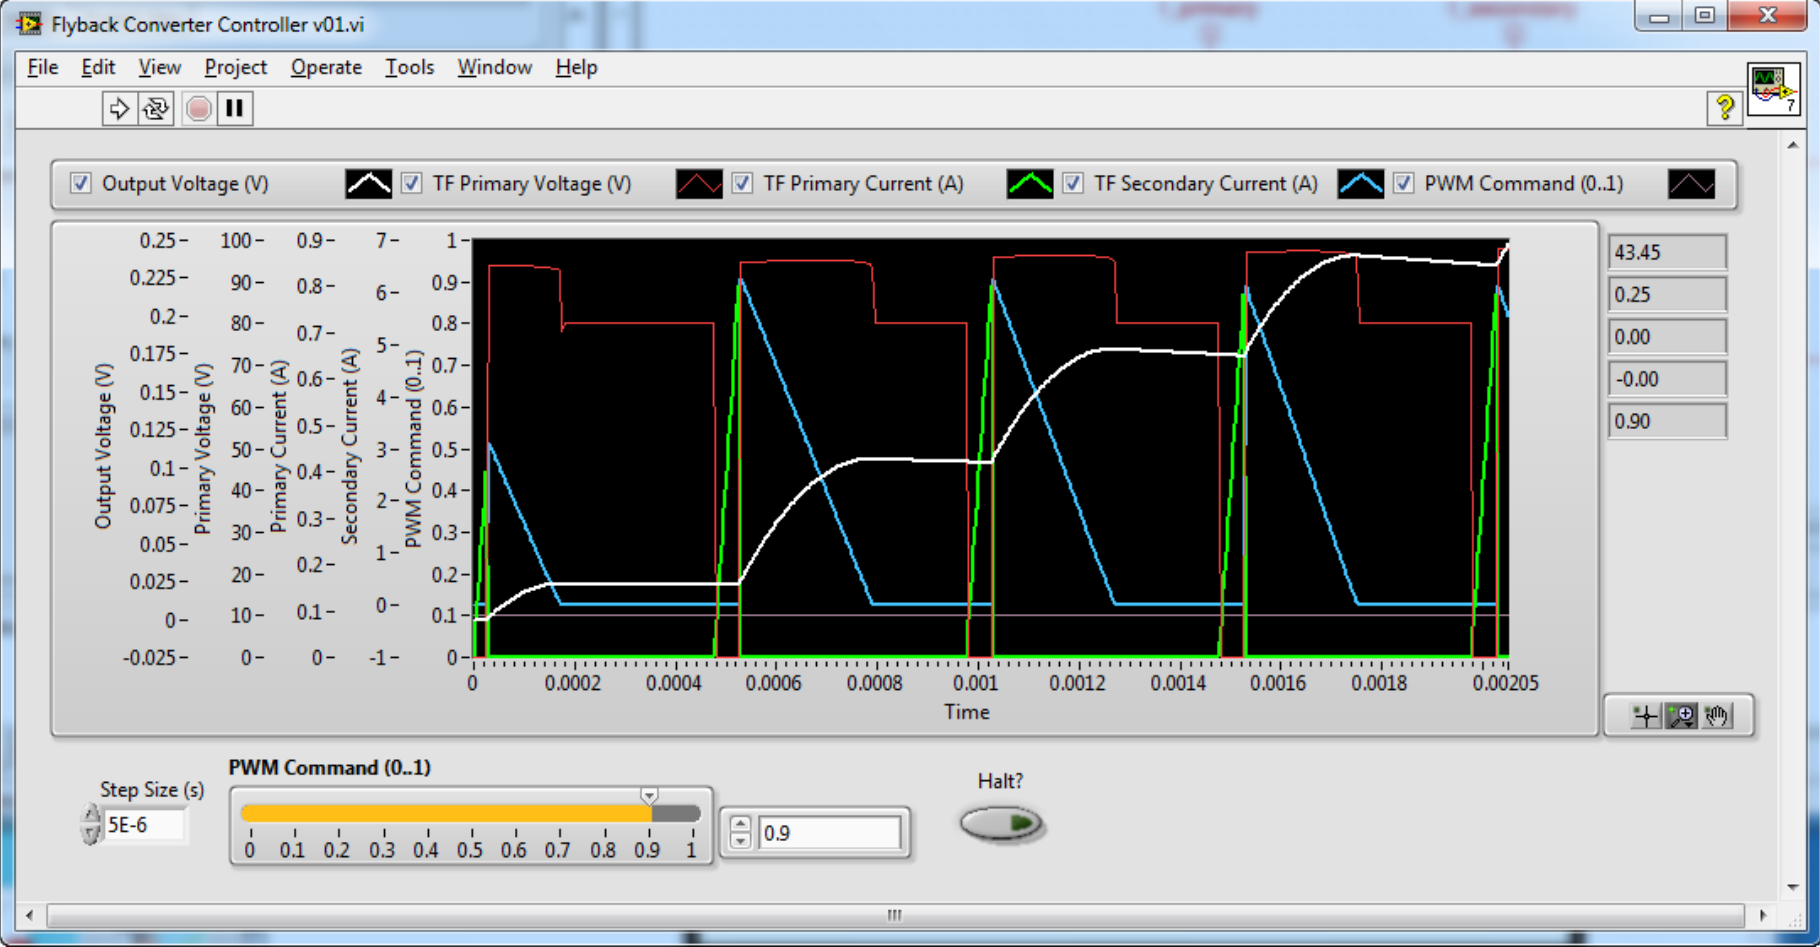 Flyback Converter Controller v01.vi
File Edit View Project Operate Tools Window Help
7
Output Voltage (V) TF Primary Voltage (V) TF Primary Current (A) TF Secondary Current (A) PWM Command (0..1)
0.25 100 0.9 7 1
0.225 90 0.8 6 0.9
0.2 80 0.7 5 0.8
0.175 70 0.6 4 0.7
0.15 60 0.5 3 0.6
0.125 50 0.4 2 0.5
0.1 40 0.3 1 0.4
0.075 30 0.2 0 0.3
0.05 20 0.1 -1 0.2
0.025 10 0 0.1
0 0 0
-0.025
Output Voltage (V)
Primary Voltage (V)
Primary Current (A)
Secondary Current (A)
PWM Command (0..1)
0 0.0002 0.0004 0.0006 0.0008 0.001 0.0012 0.0014 0.0016 0.0018 0.00205
Time
43.45
0.25
0.00
-0.00
0.90
Step Size (s)
5E-6
PWM Command (0..1)
0 0.1 0.2 0.3 0.4 0.5 0.6 0.7 0.8 0.9 1
0.9
Halt?